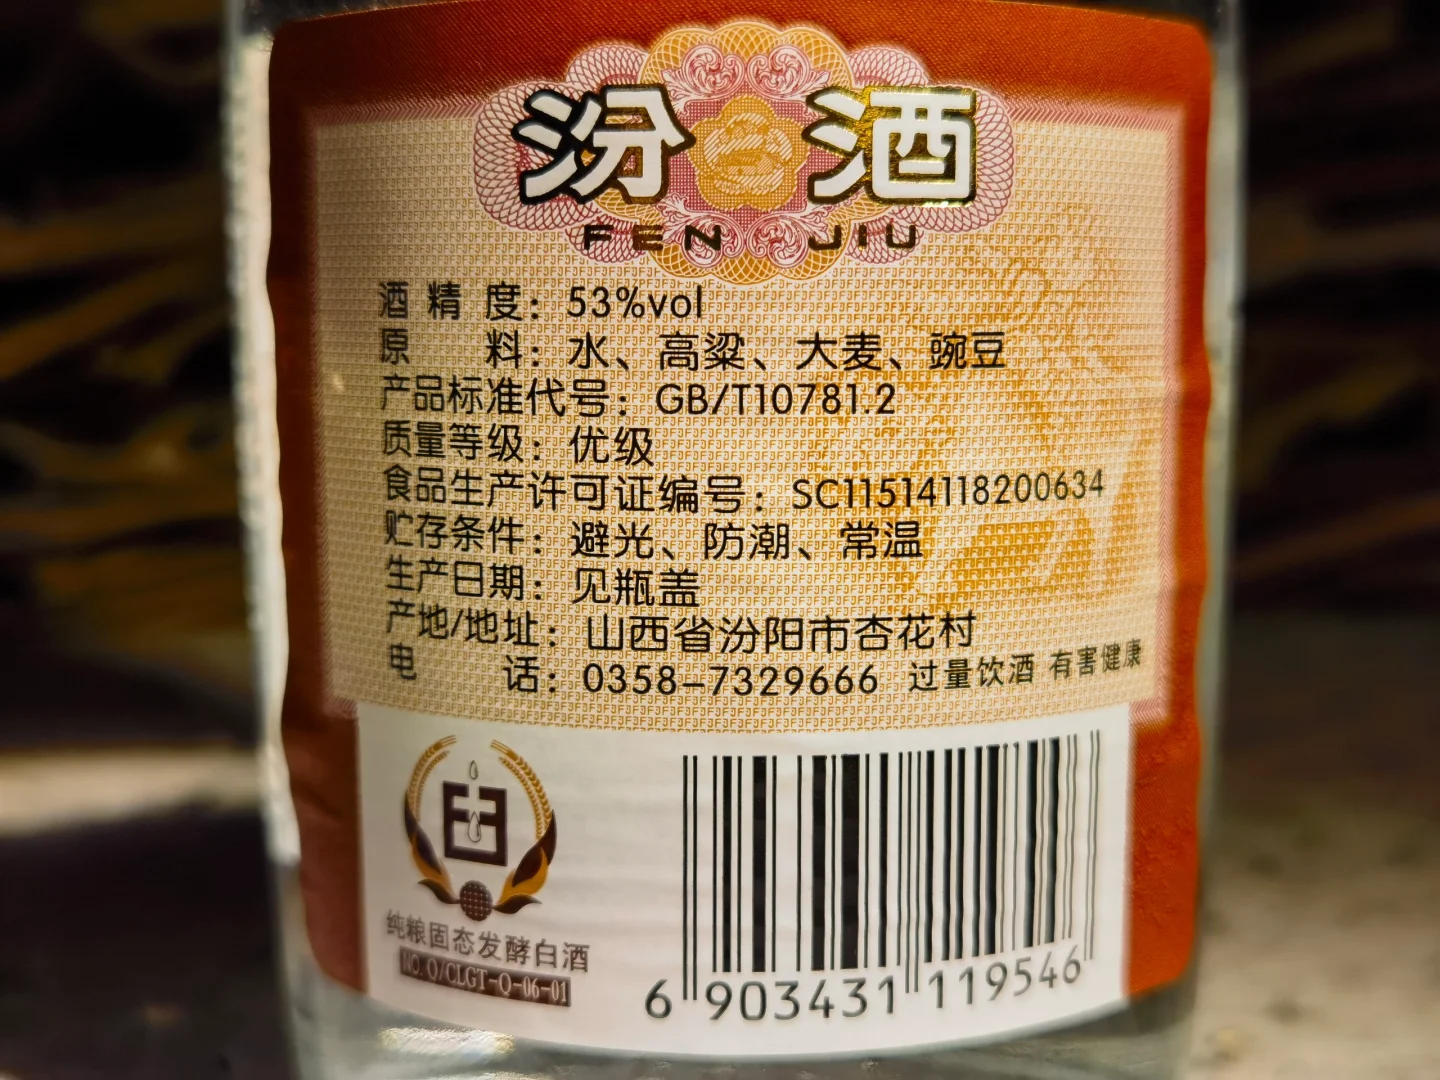 汾酒
FEN JIU
酒精度：53%vol
原料：水、高粱、大麦、豌豆
产品标准代号：GB/T10781.2
质量等级：优级
食品生产许可证编号：SC11514118200634
贮存条件：避光、防潮、常温
生产日期：见瓶盖
产地/地址：山西省汾阳市杏花村
电话：0358-7329666 过量饮酒 有害健康
纯粮固态发酵白酒
NO. Q/CLGT-Q-06-01
6 903431 119546